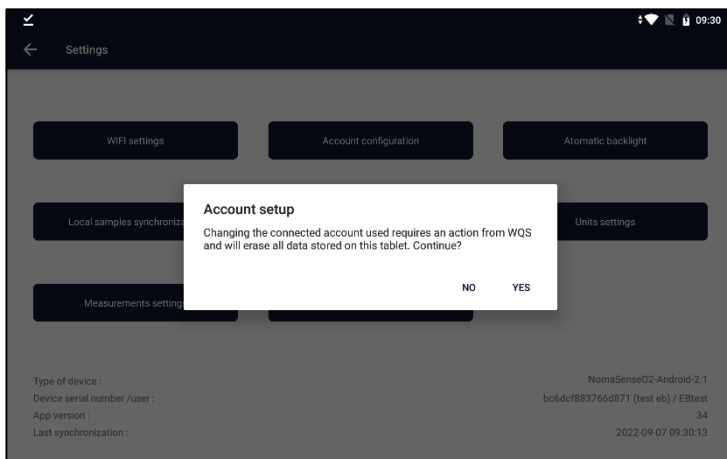 09:30
Settings
WIFI settings
Account configuration
Atomatic backlight
Local samples synchroniza
Units settings
Account setup
Changing the connected account used requires an action from WQS
and will erase all data stored on this tablet. Continue?
NO YES
Measurements setting
Type of device : NomaSenseO2-Android-2.1
Device serial number /user : bc6dcf883766d871 (test eb) / EBtest
App version : 34
Last synchronization : 2022-09-07 09:30:13